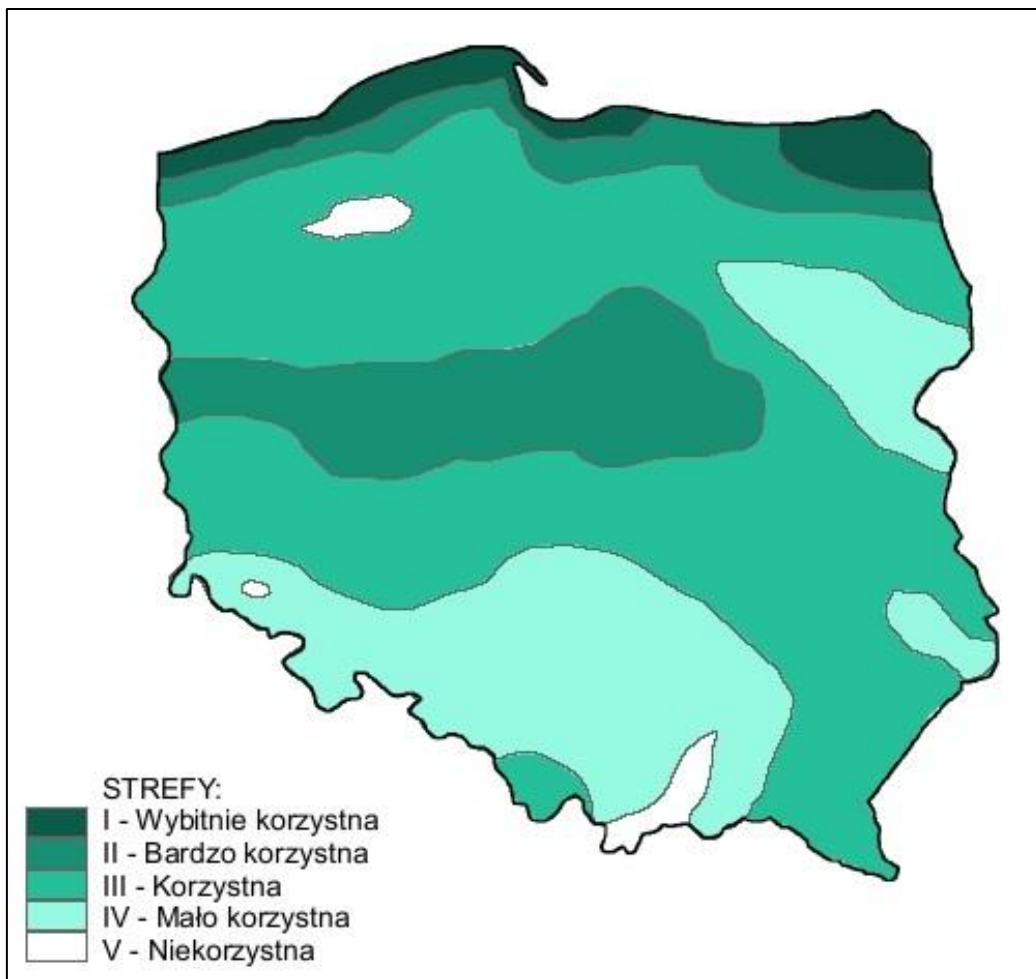 STREFY:
I - Wybitnie korzystna
II - Bardzo korzystna
III - Korzystna
IV - Mało korzystna
V - Niekorzystna